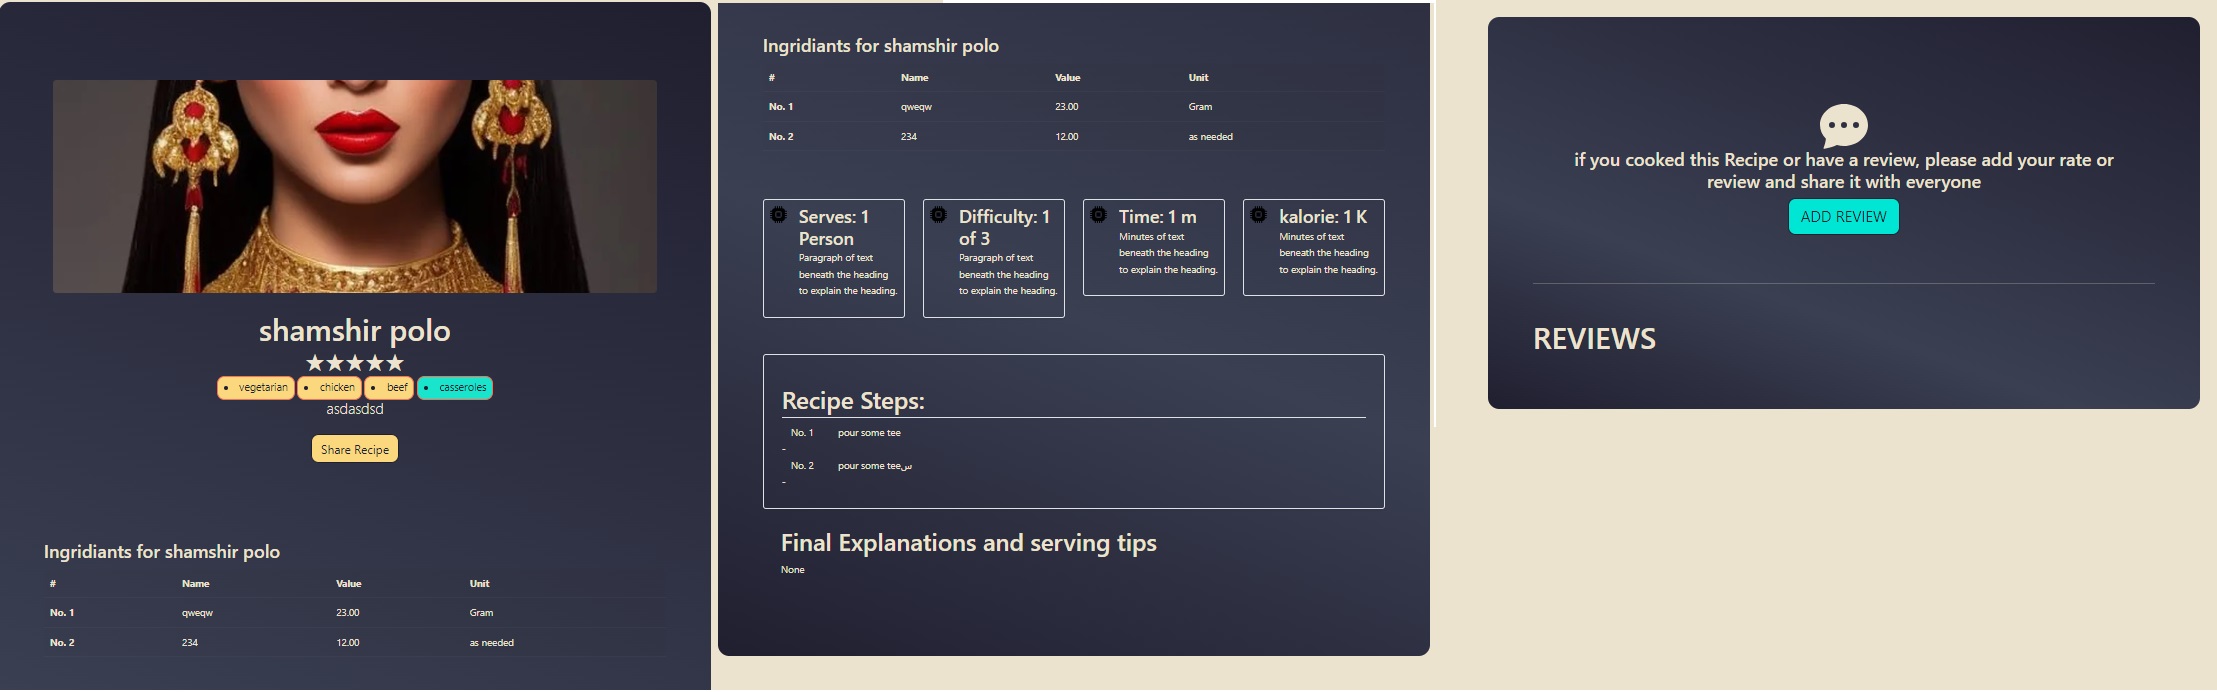 shamshir polo
★★★★★
• vegetarian • chicken • beef • casseroles
asdasdsd
Share Recipe
Ingridiants for shamshir polo
# Name Value Unit
No. 1 qweqw 23.00 Gram
No. 2 234 12.00 as needed
Ingridiants for shamshir polo
# Name Value Unit
No. 1 qweqw 23.00 Gram
No. 2 234 12.00 as needed
Serves: 1
Person
Paragraph of text
beneath the heading
to explain the heading.
Difficulty: 1
of 3
Paragraph of text
beneath the heading
to explain the heading.
Time: 1 m
Minutes of text
beneath the heading
to explain the heading.
kalorie: 1 K
Minutes of text
beneath the heading
to explain the heading.
Recipe Steps:
No. 1 pour some tee
-
No. 2 pour some teeس
-
Final Explanations and serving tips
None
if you cooked this Recipe or have a review, please add your rate or
review and share it with everyone
ADD REVIEW
REVIEWS